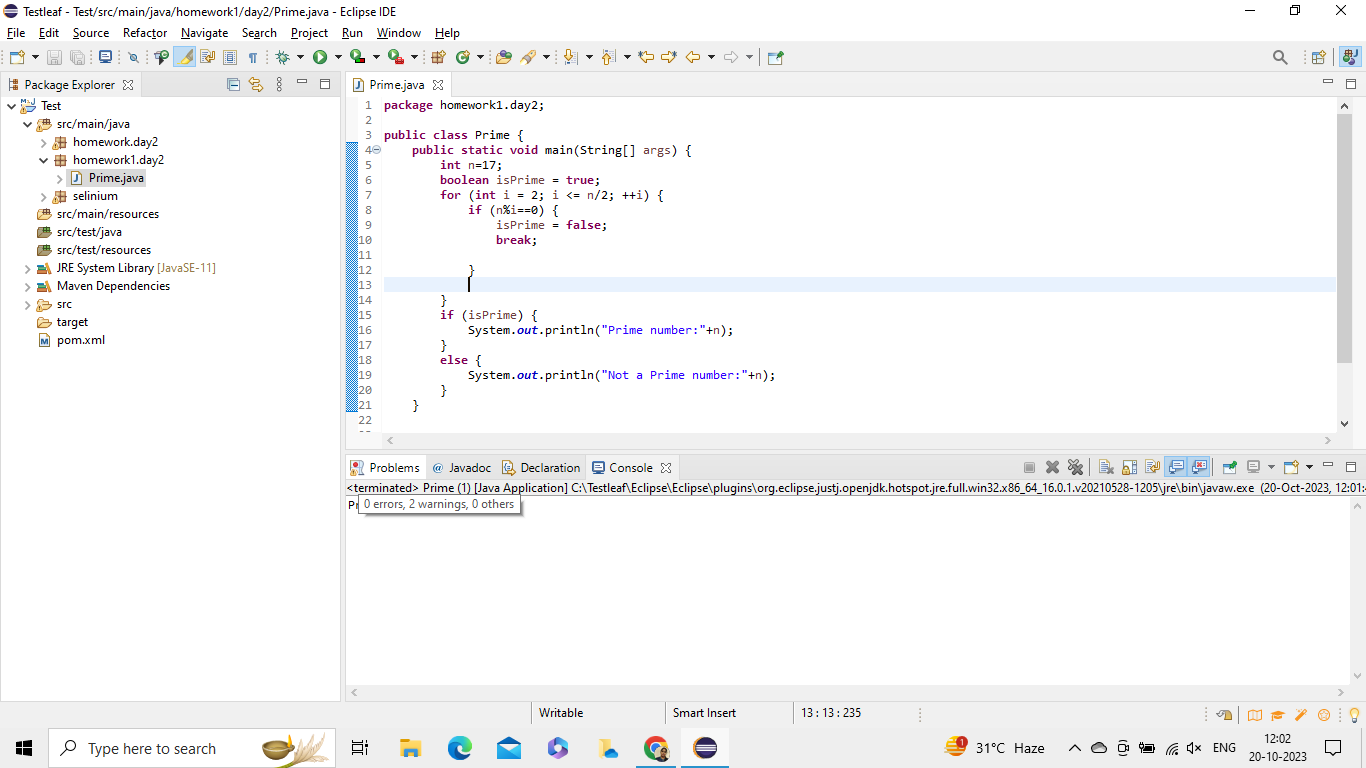 Testleaf - Test/src/main/java/homework1/day2/Prime.java - Eclipse IDE
File Edit Source Refactor Navigate Search Project Run Window Help
Package Explorer
Test
src/main/java
homework.day2
homework1.day2
Prime.java
selinium
src/main/resources
src/test/java
src/test/resources
JRE System Library [JavaSE-11]
Maven Dependencies
src
target
pom.xml
Prime.java
1 package homework1.day2;
2
3 public class Prime {
4 public static void main(String[] args) {
5 int n=17;
6 boolean isPrime = true;
7 for (int i = 2; i <= n/2; ++i) {
8 if (n%i==0) {
9 isPrime = false;
10 break;
11
12 }
13
14 }
15 if (isPrime) {
16 System.out.println("Prime number:"+n);
17 }
18 else {
19 System.out.println("Not a Prime number:"+n);
20 }
21 }
22
Problems @ Javadoc Declaration Console
<terminated> Prime (1) [Java Application] C:\Testleaf\Eclipse\Eclipse\plugins\org.eclipse.justj.openjdk.hotspot.jre.full.win32.x86_64_16.0.1.v20210528-1205\jre\bin\javaw.exe (20-Oct-2023, 12:01:
0 errors, 2 warnings, 0 others
Writable Smart Insert 13 : 13 : 235
Type here to search
1 31°C Haze ENG 12:02
20-10-2023